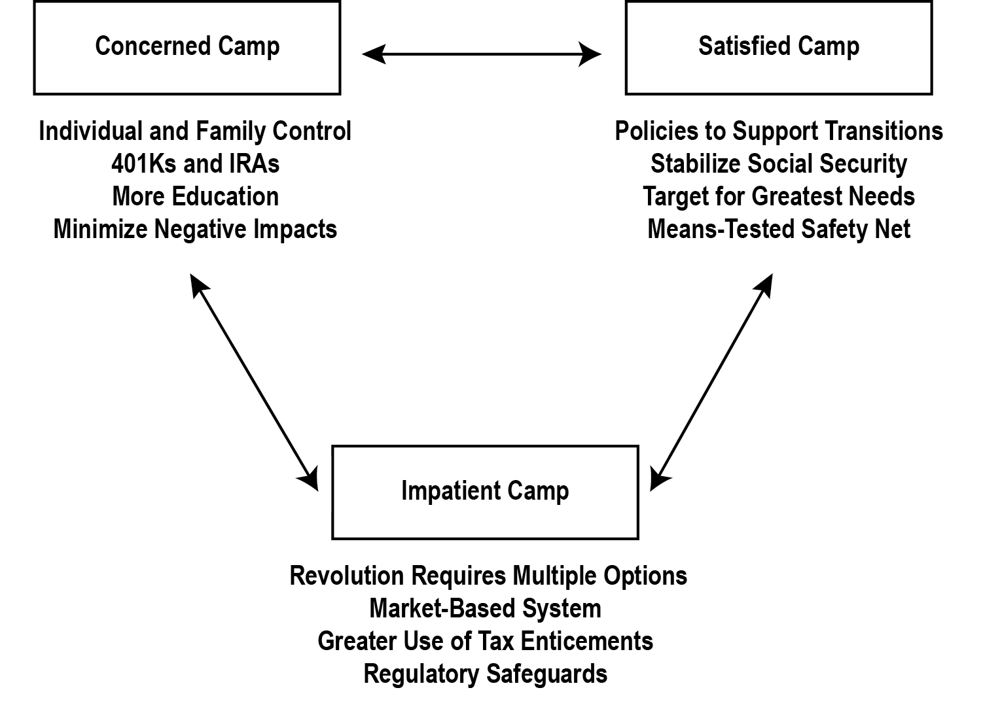 Concerned Camp
Individual and Family Control
401Ks and IRAs
More Education
Minimize Negative Impacts
Satisfied Camp
Policies to Support Transitions
Stabilize Social Security
Target for Greatest Needs
Means-Tested Safety Net
Impatient Camp
Revolution Requires Multiple Options
Market-Based System
Greater Use of Tax Enticements
Regulatory Safeguards